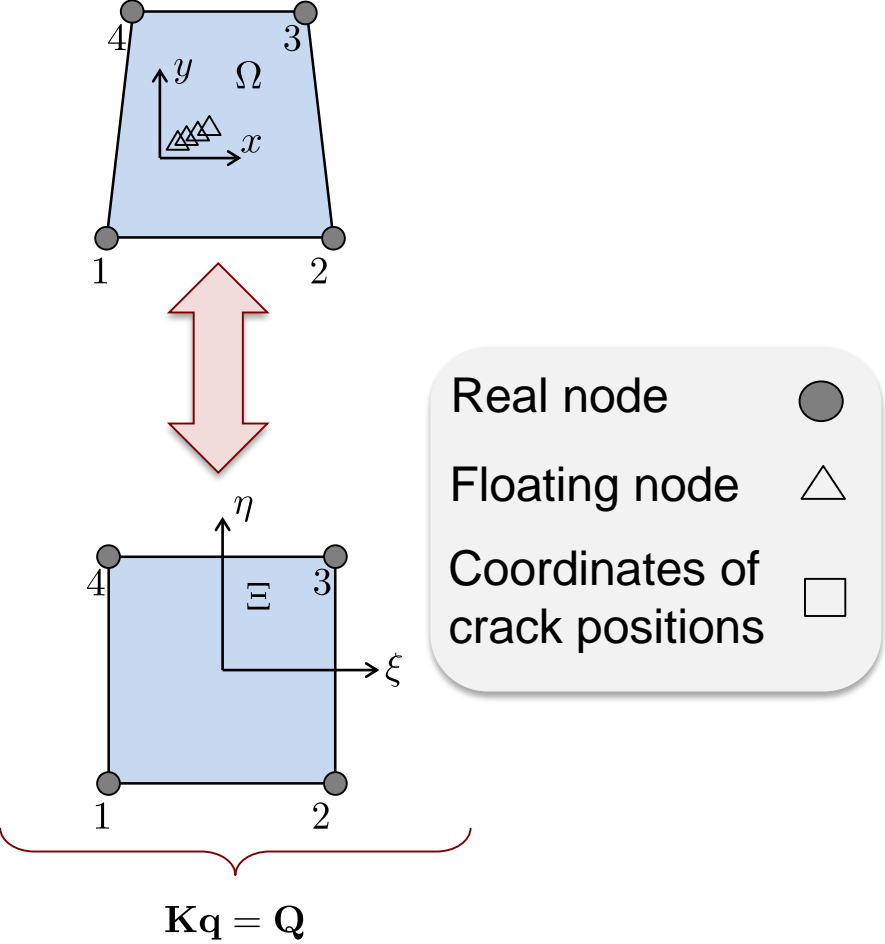 4
3
y
Ω
x
1
2
Real node
Floating node
Coordinates of
crack positions
η
4
3
Ξ
ξ
1
2
Kq = Q